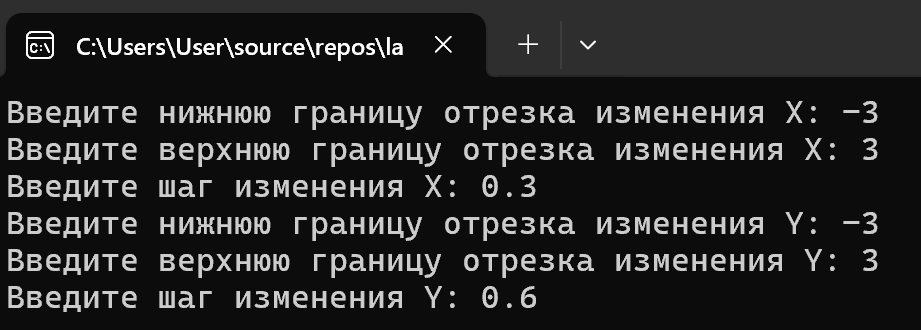 C:\Users\User\source\repos\la
Введите нижнюю границу отрезка изменения X: -3
Введите верхнюю границу отрезка изменения X: 3
Введите шаг изменения X: 0.3
Введите нижнюю границу отрезка изменения Y: -3
Введите верхнюю границу отрезка изменения Y: 3
Введите шаг изменения Y: 0.6